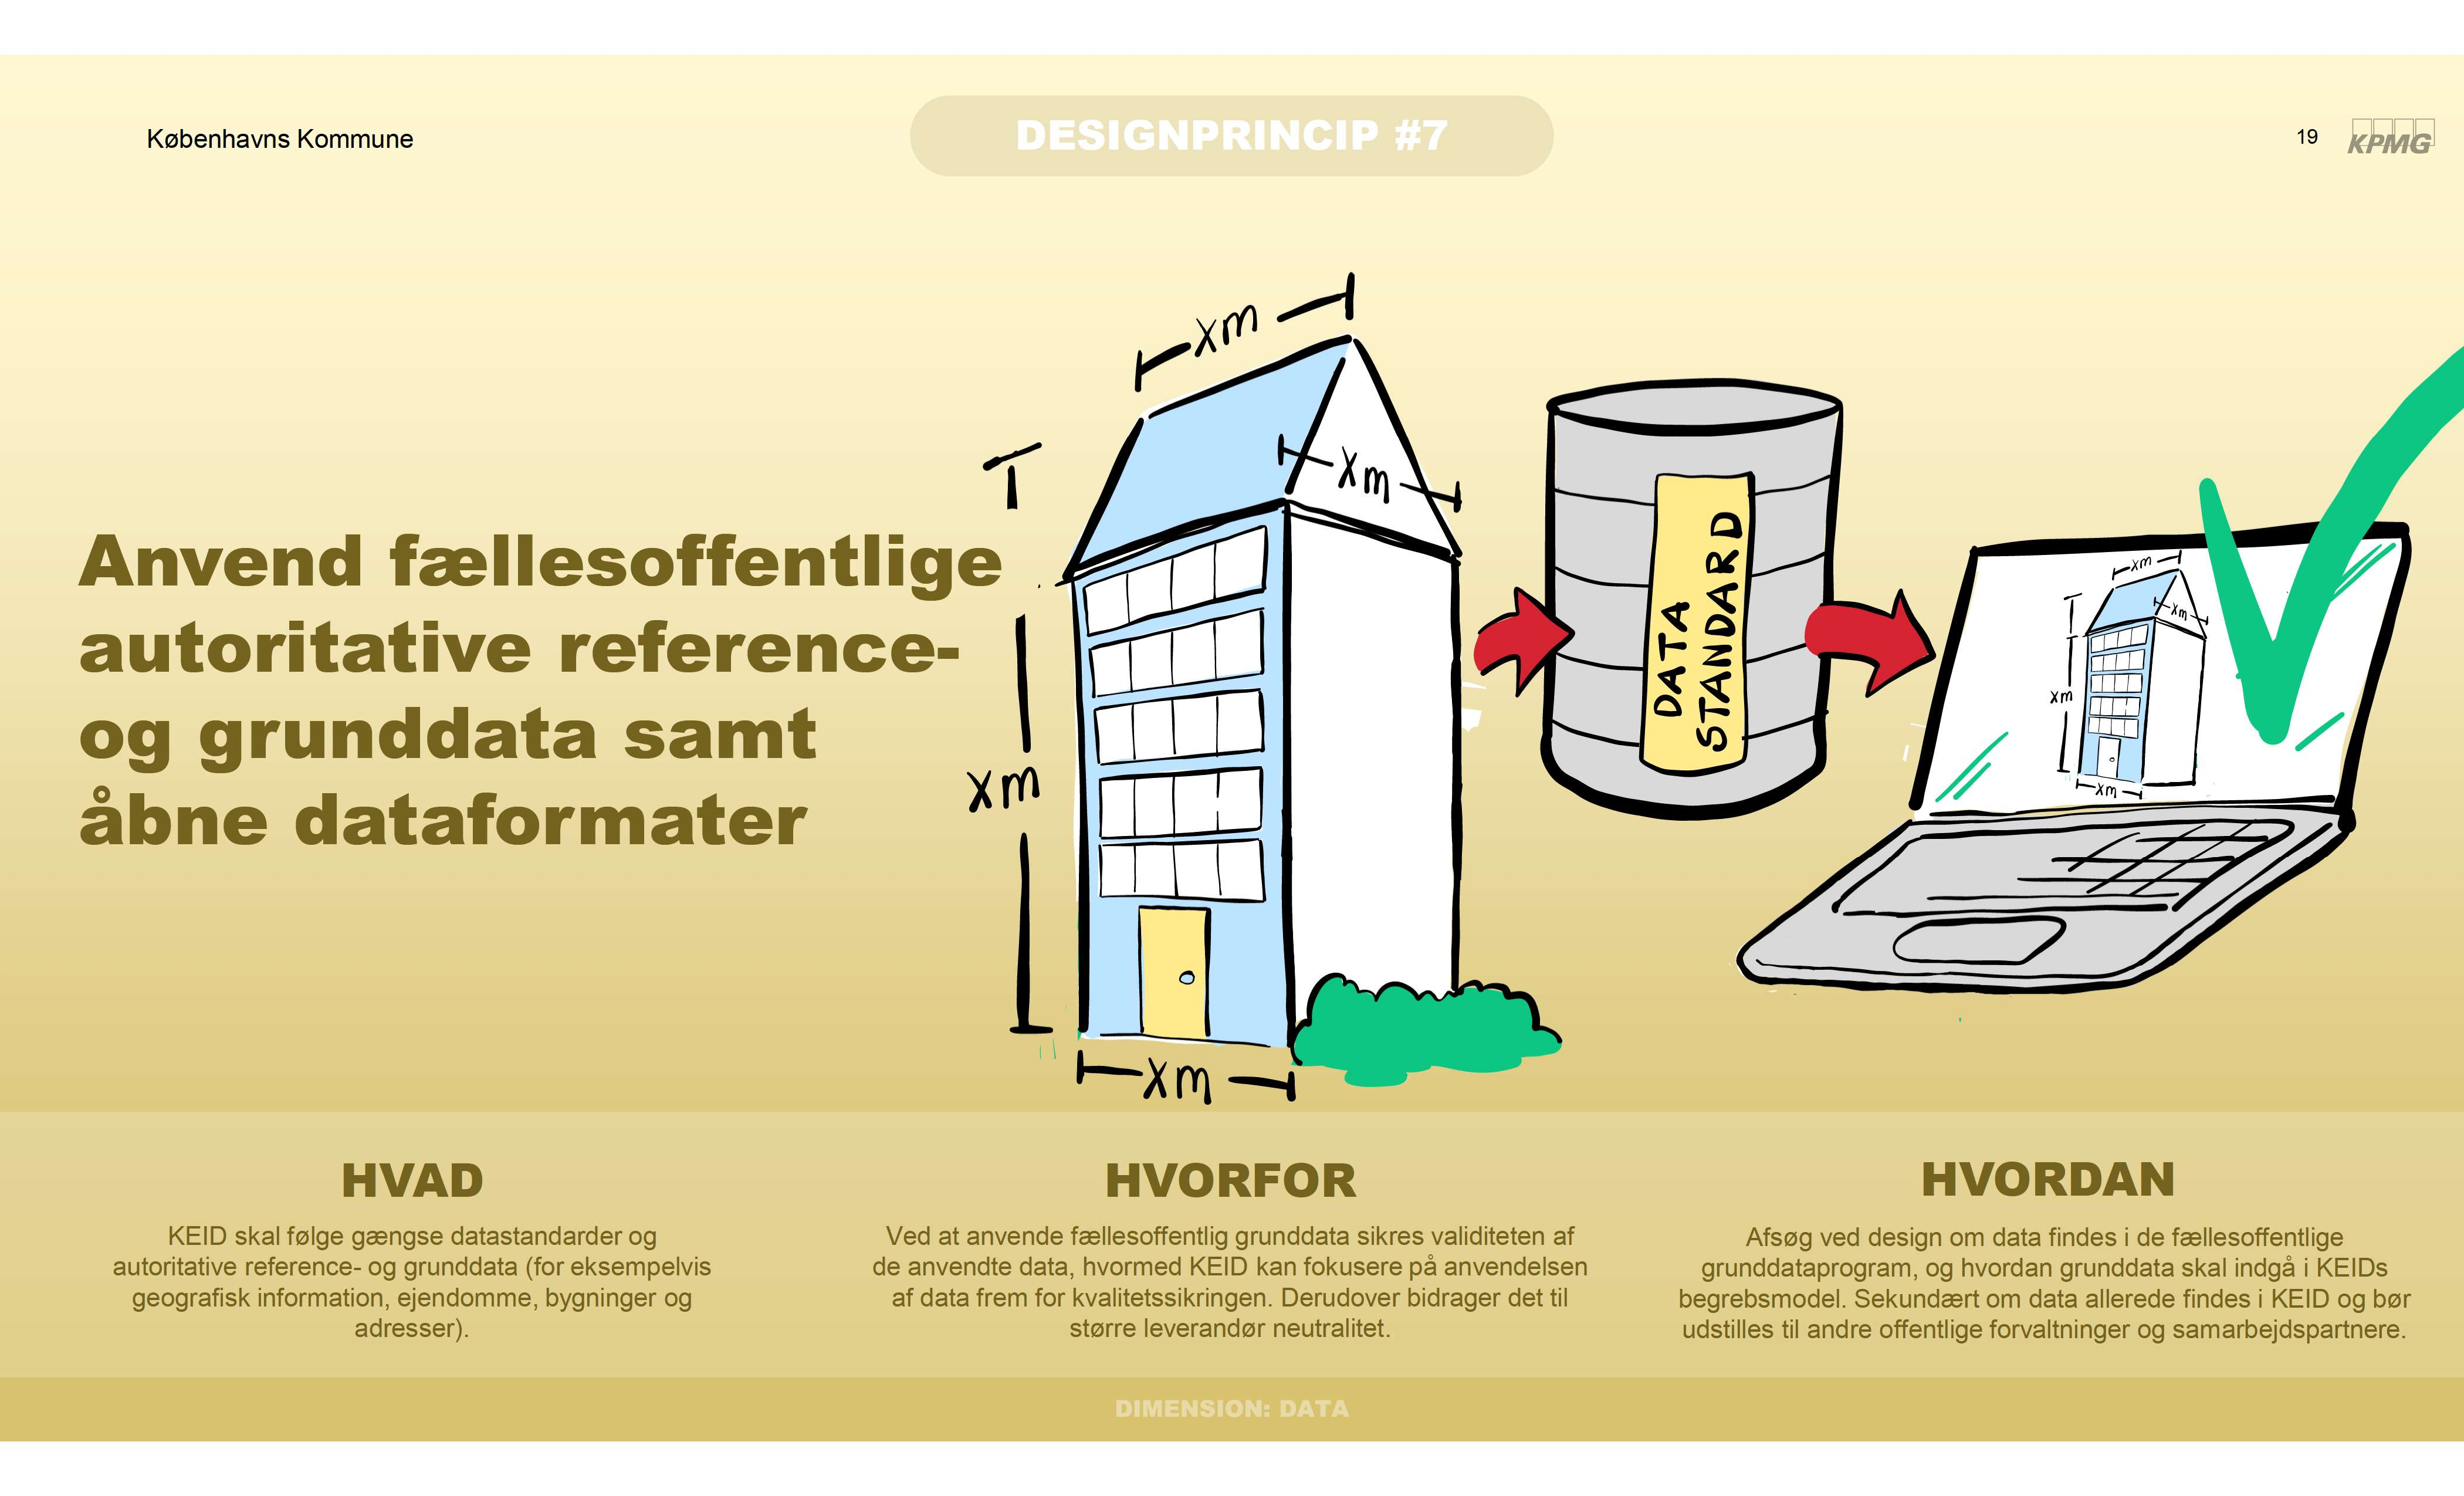 Københavns Kommune
DESIGNPRINCIP #7
19
KPMG
Anvend fællesoffentlige
autoritative reference-
og grunddata samt
åbne dataformater
xm
xm
xm
xm
DATA
STANDARD
xm
xm
xm
xm
HVAD
KEID skal følge gængse datastandarder og
autoritative reference- og grunddata (for eksempelvis
geografisk information, ejendomme, bygninger og
adresser).
HVORFOR
Ved at anvende fællesoffentlig grunddata sikres validiteten af
de anvendte data, hvormed KEID kan fokusere på anvendelsen
af data frem for kvalitetssikringen. Derudover bidrager det til
større leverandør neutralitet.
HVORDAN
Afsøg ved design om data findes i de fællesoffentlige
grunddataprogram, og hvordan grunddata skal indgå i KEIDs
begrebsmodel. Sekundært om data allerede findes i KEID og bør
udstilles til andre offentlige forvaltninger og samarbejdspartnere.
DIMENSION: DATA